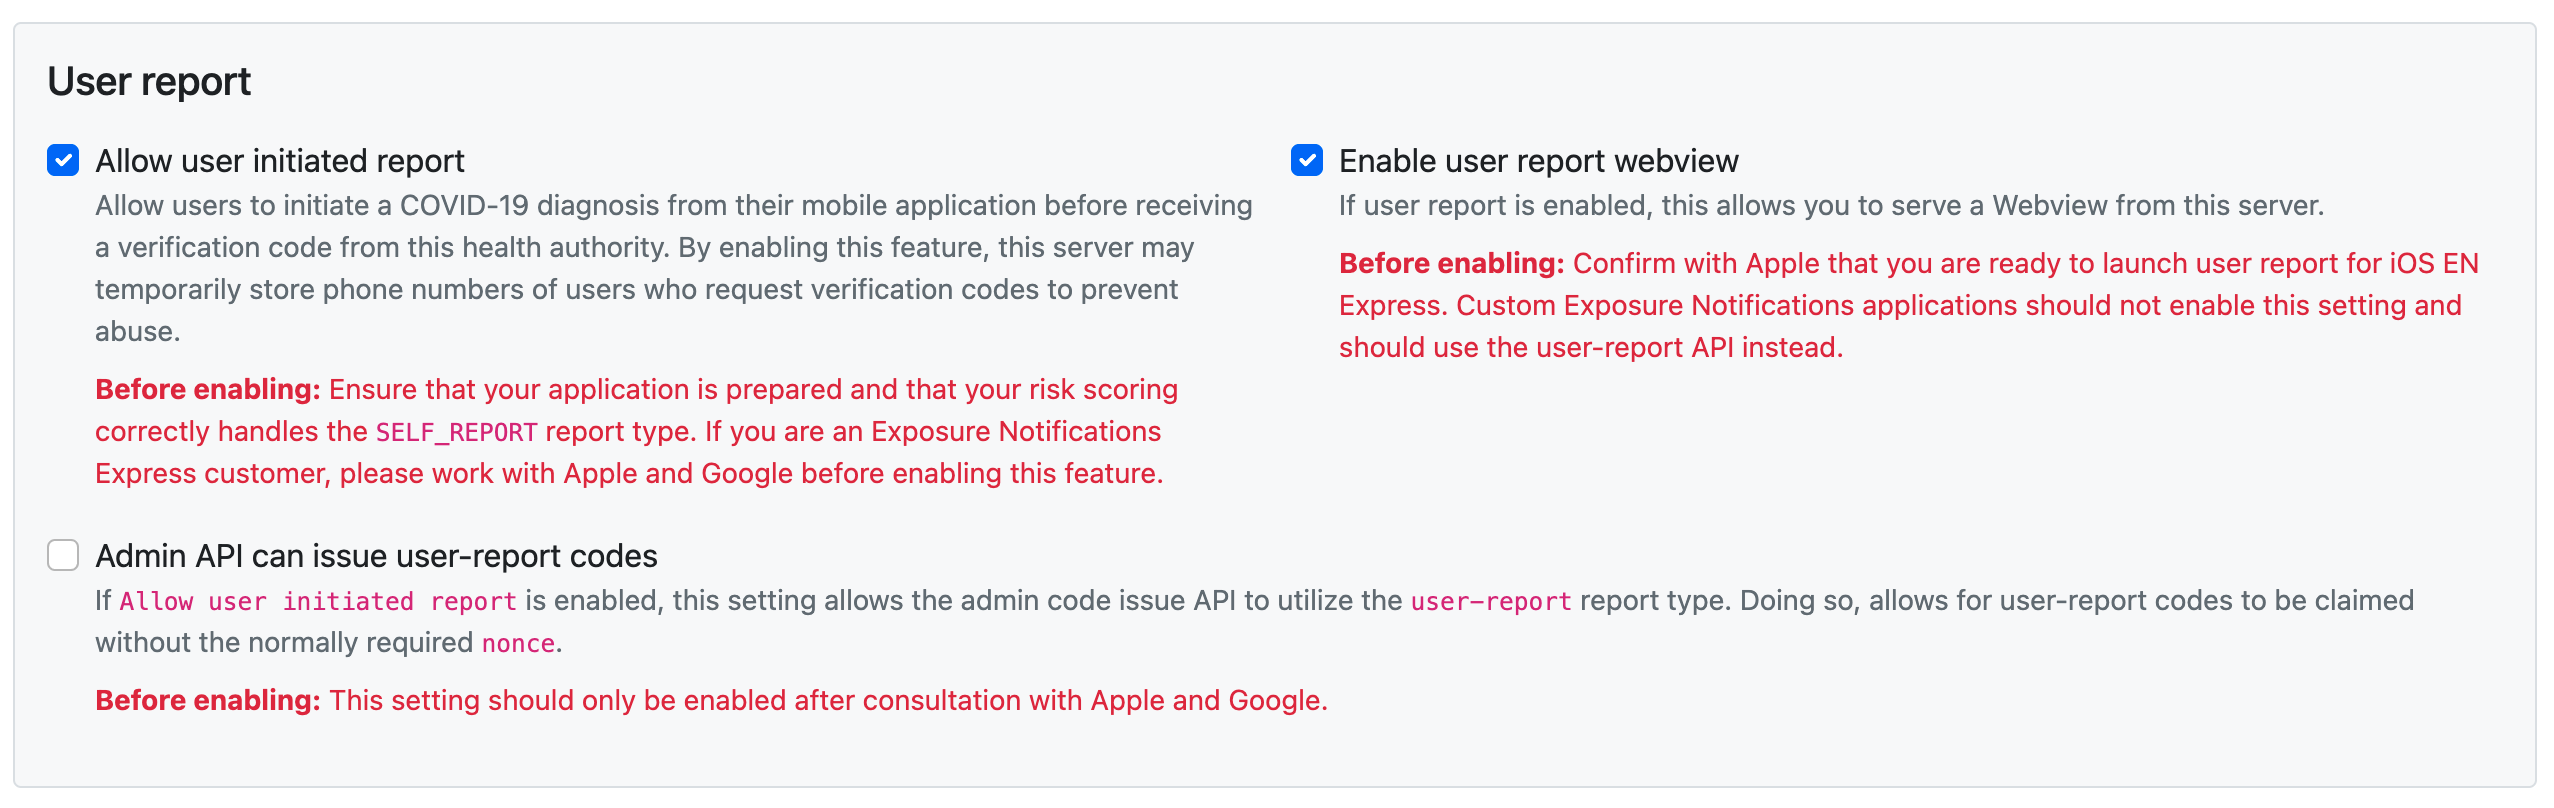 User report
Allow user initiated report
Allow users to initiate a COVID-19 diagnosis from their mobile application before receiving
a verification code from this health authority. By enabling this feature, this server may
temporarily store phone numbers of users who request verification codes to prevent
abuse.
Before enabling: Ensure that your application is prepared and that your risk scoring
correctly handles the SELF_REPORT report type. If you are an Exposure Notifications
Express customer, please work with Apple and Google before enabling this feature.
Enable user report webview
If user report is enabled, this allows you to serve a Webview from this server.
Before enabling: Confirm with Apple that you are ready to launch user report for iOS EN
Express. Custom Exposure Notifications applications should not enable this setting and
should use the user-report API instead.
Admin API can issue user-report codes
If Allow user initiated report is enabled, this setting allows the admin code issue API to utilize the user-report report type. Doing so, allows for user-report codes to be claimed
without the normally required nonce.
Before enabling: This setting should only be enabled after consultation with Apple and Google.